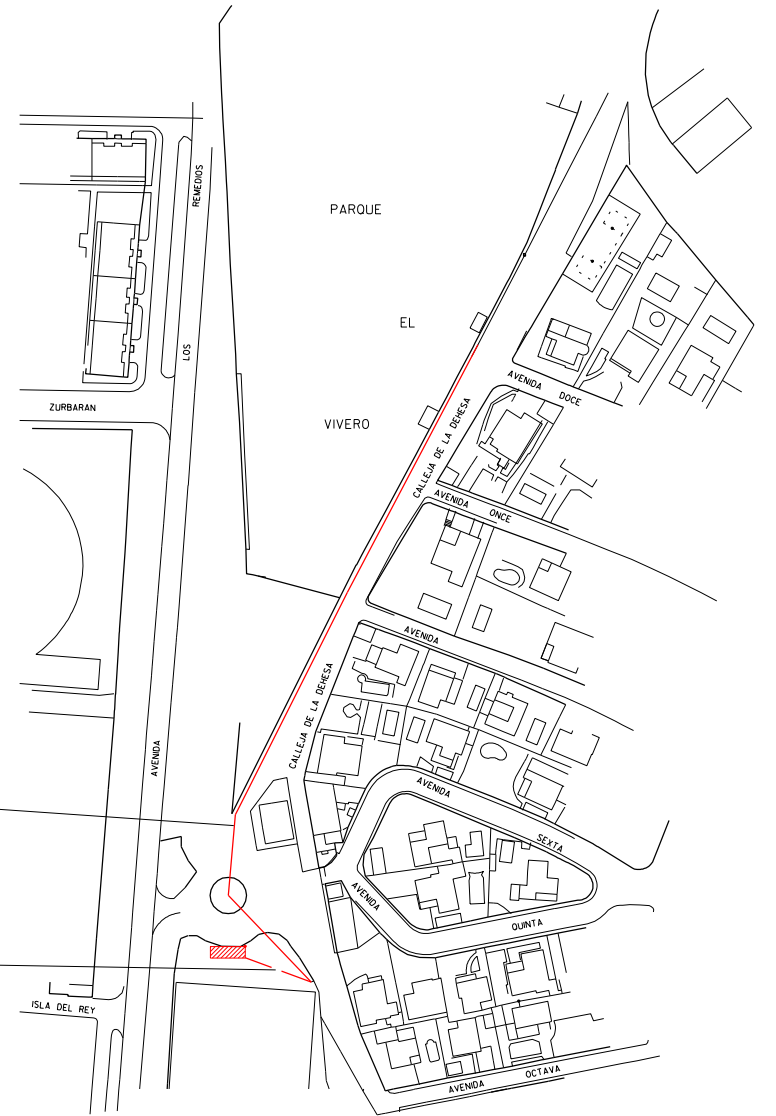 REMEDIOS
PARQUE
EL
LOS
VIVERO
ZURBARAN
AVENIDA DOCE
CALLEJA DE LA DEHESA
AVENIDA ONCE
AVENIDA
CALLEJA DE LA DEHESA
AVENIDA
AVENIDA
SEXTA
AVENIDA
QUINTA
ISLA DEL REY
AVENIDA OCTAVA